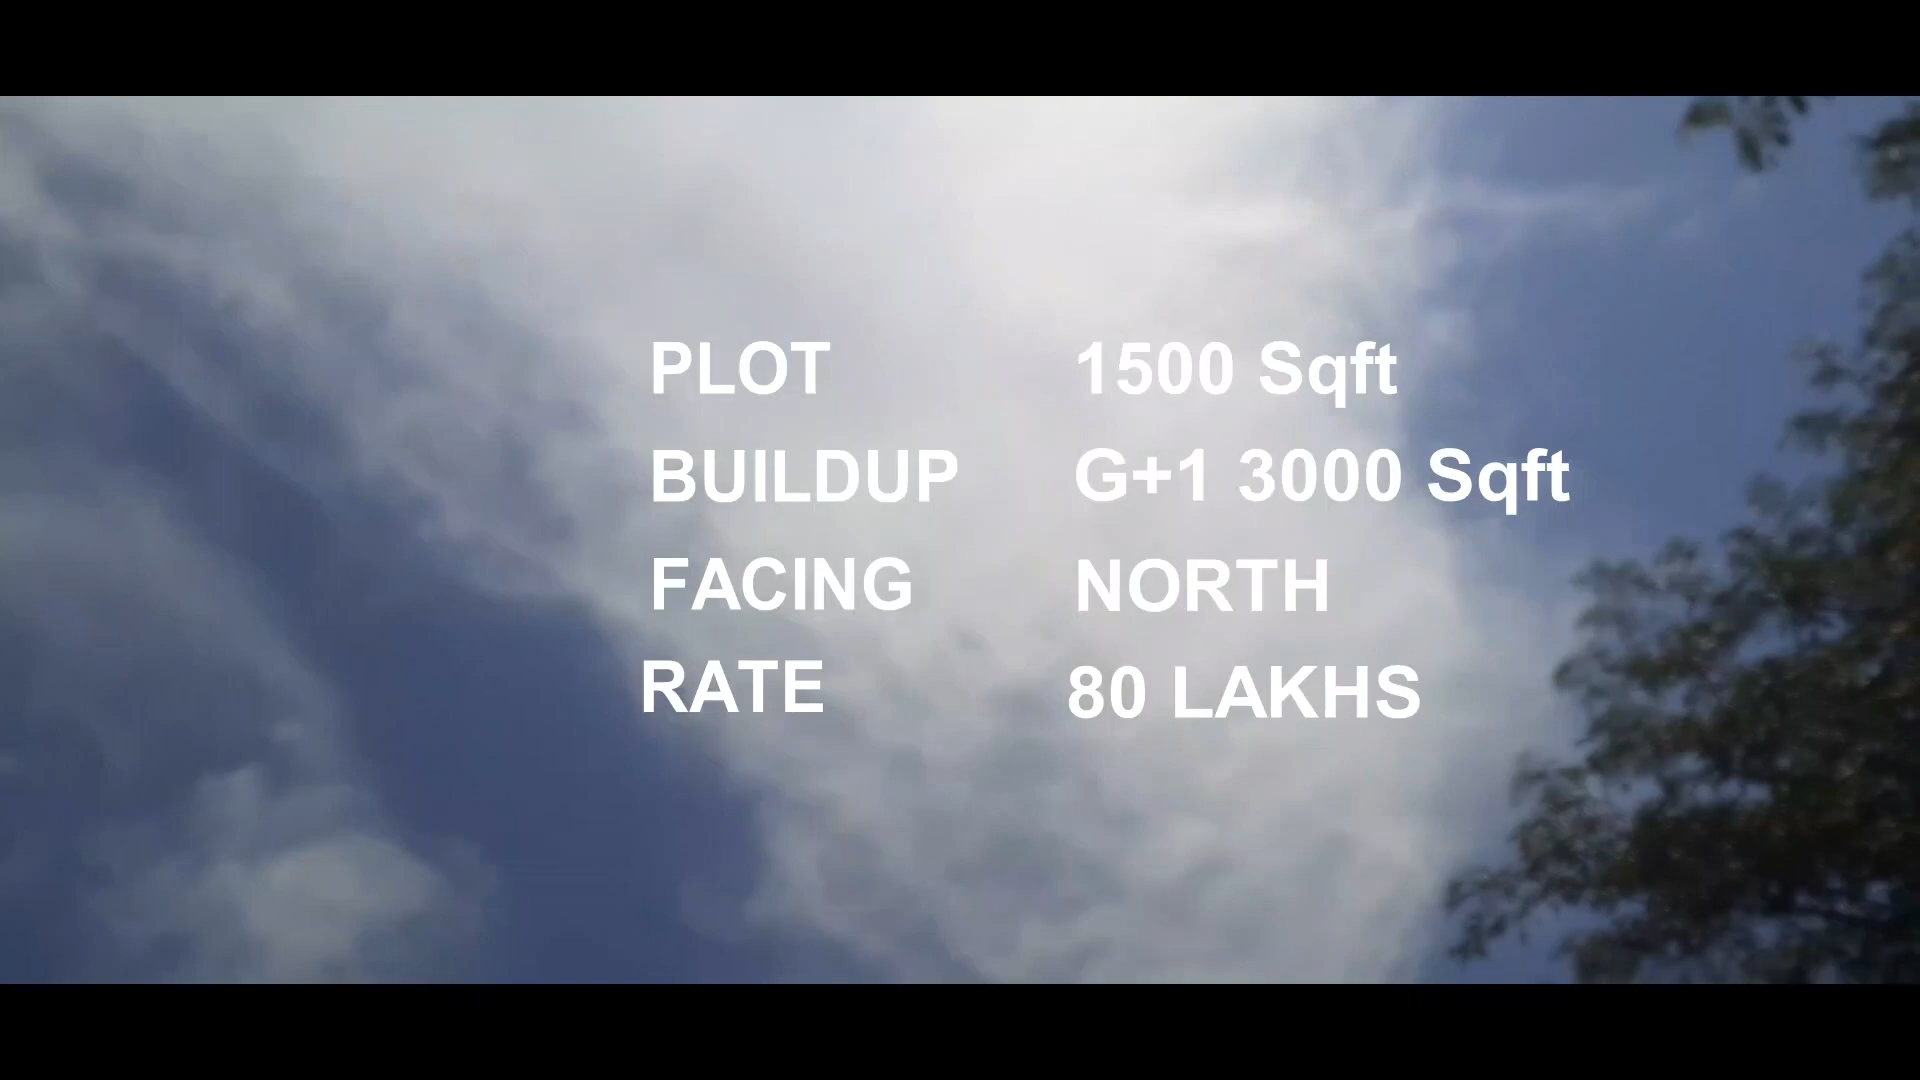 PLOT 1500 Sqft
BUILDUP G+1 3000 Sqft
FACING NORTH
RATE 80 LAKHS